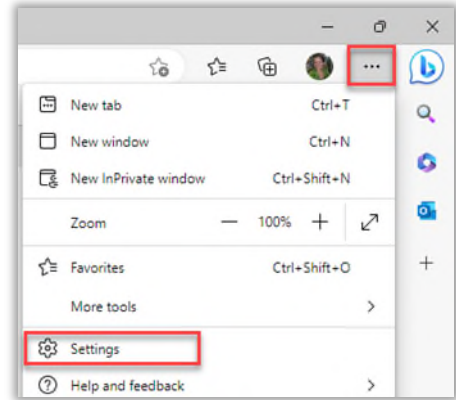 New tab Ctrl+T
New window Ctrl+N
New InPrivate window Ctrl+Shift+N
Zoom — 100% +
Favorites Ctrl+Shift+O
More tools
Settings
Help and feedback